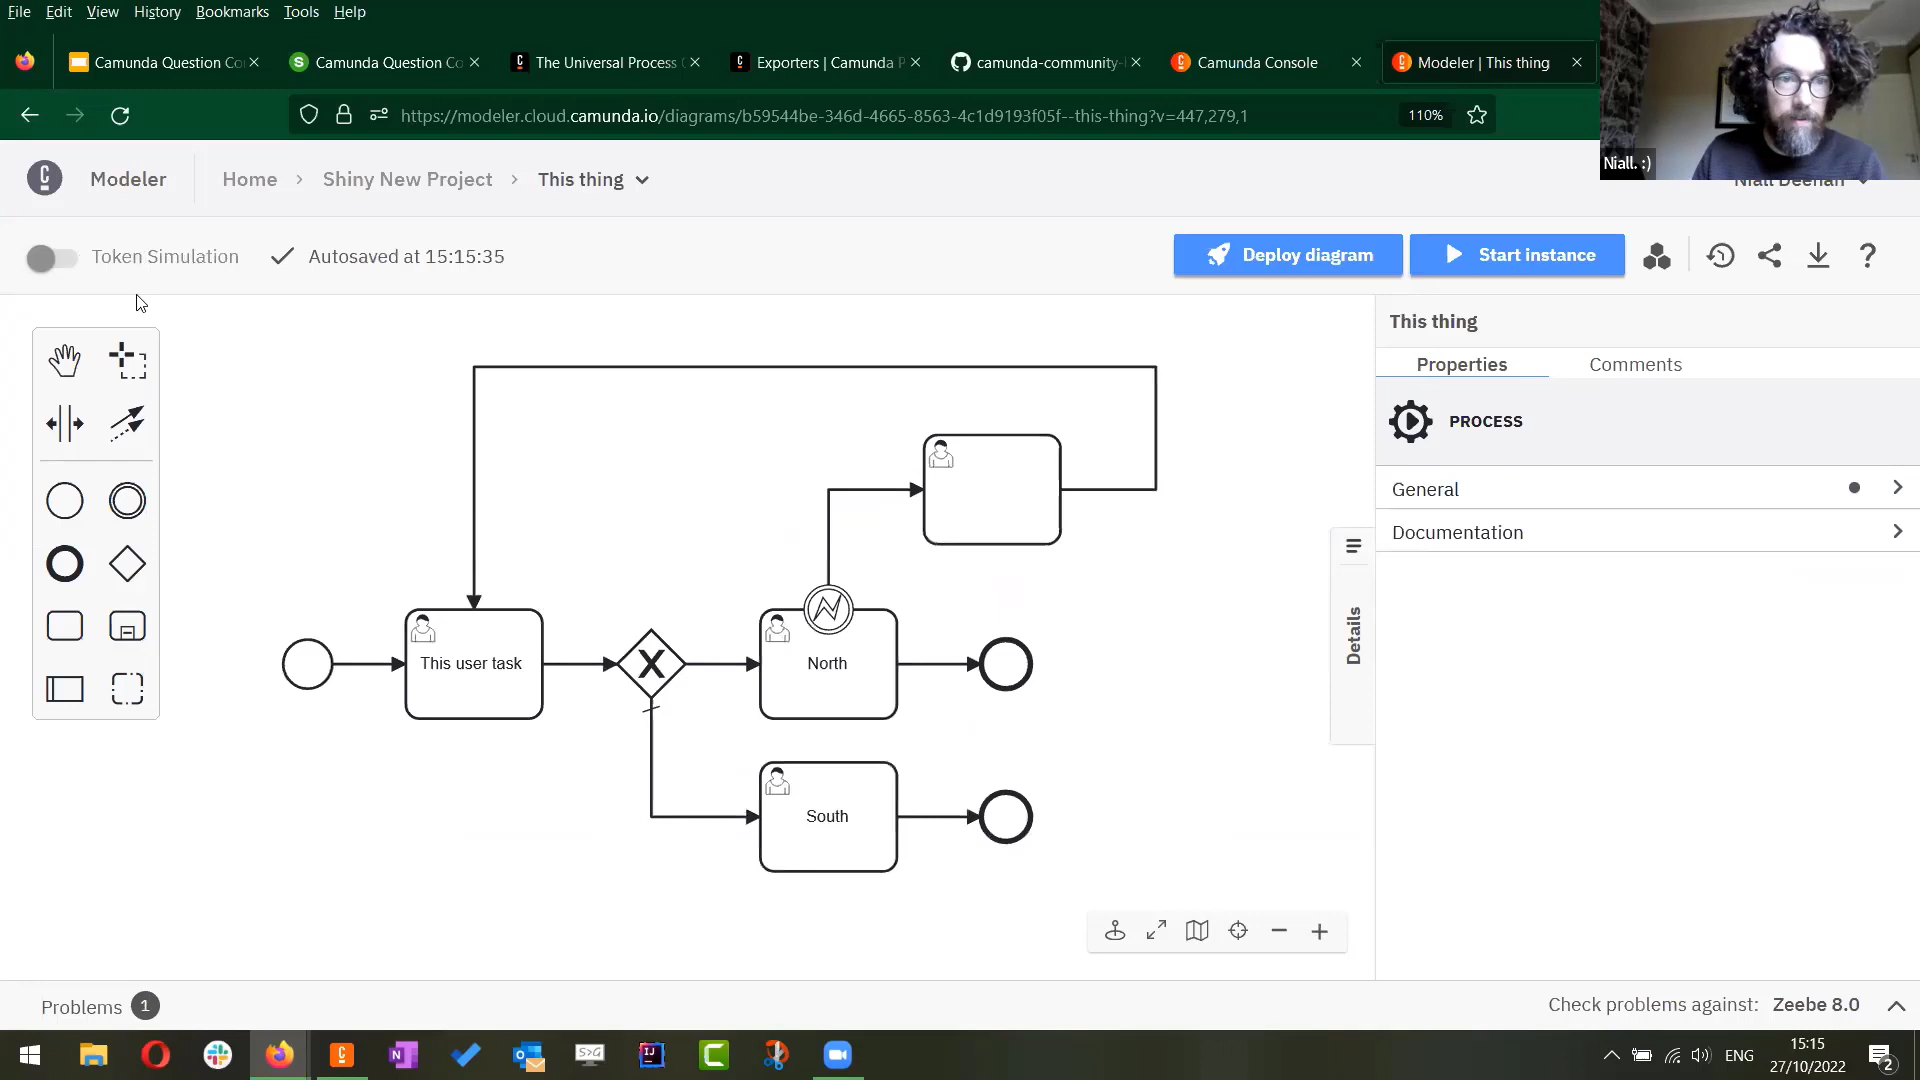 File Edit View History Bookmarks Tools Help
Camunda Question Co
Camunda Question Co
The Universal Process
Exporters | Camunda P
camunda-community-
Camunda Console
Modeler | This thing
https://modeler.cloud.camunda.io/diagrams/b59544be-346d-4665-8563-4c1d9193f05f--this-thing?v=447,279,1
110%
Niall. :)
Modeler
Home > Shiny New Project > This thing
Niall Deehan
Token Simulation
Autosaved at 15:15:35
Deploy diagram
Start instance
?
This thing
Properties
Comments
PROCESS
General
Documentation
Details
This user task
North
South
Problems 1
Check problems against: Zeebe 8.0
ENG
15:15
27/10/2022
2